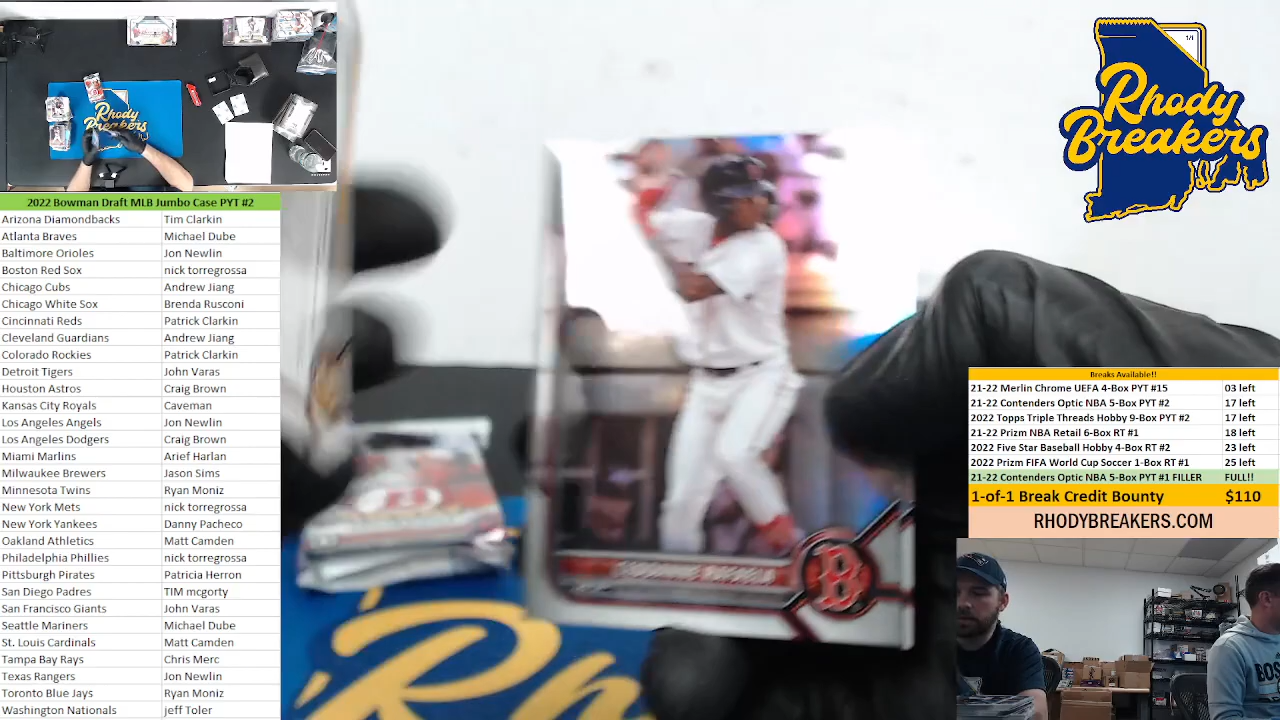 Rhody
Breakers
2022 Bowman Draft MLB Jumbo Case PYT #2
Arizona Diamondbacks Tim Clarkin
Atlanta Braves Michael Dube
Baltimore Orioles Jon Newlin
Boston Red Sox nick torregrossa
Chicago Cubs Andrew Jiang
Chicago White Sox Brenda Rusconi
Cincinnati Reds Patrick Clarkin
Cleveland Guardians Andrew Jiang
Colorado Rockies Patrick Clarkin
Detroit Tigers John Varas
Houston Astros Craig Brown
Kansas City Royals Caveman
Los Angeles Angels Jon Newlin
Los Angeles Dodgers Craig Brown
Miami Marlins Arief Harlan
Milwaukee Brewers Jason Sims
Minnesota Twins Ryan Moniz
New York Mets nick torregrossa
New York Yankees Danny Pacheco
Oakland Athletics Matt Camden
Philadelphia Phillies nick torregrossa
Pittsburgh Pirates Patricia Herron
San Diego Padres TIM mcgorty
San Francisco Giants John Varas
Seattle Mariners Michael Dube
St. Louis Cardinals Matt Camden
Tampa Bay Rays Chris Merc
Texas Rangers Jon Newlin
Toronto Blue Jays Ryan Moniz
Washington Nationals Jeff Toler
B
1/1
Rhody
Breakers
Breaks Available!!
21-22 Merlin Chrome UEFA 4-Box PYT #15 03 left
21-22 Contenders Optic NBA 5-Box PYT #2 17 left
2022 Topps Triple Threads Hobby 9-Box PYT #2 17 left
21-22 Prizm NBA Retail 6-Box RT #1 18 left
2022 Five Star Baseball Hobby 4-Box RT #2 23 left
2022 Prizm FIFA World Cup Soccer 1-Box RT #1 25 left
21-22 Contenders Optic NBA 5-Box PYT #1 FILLER FULL!!
1-of-1 Break Credit Bounty $110
RHODYBREAKERS.COM